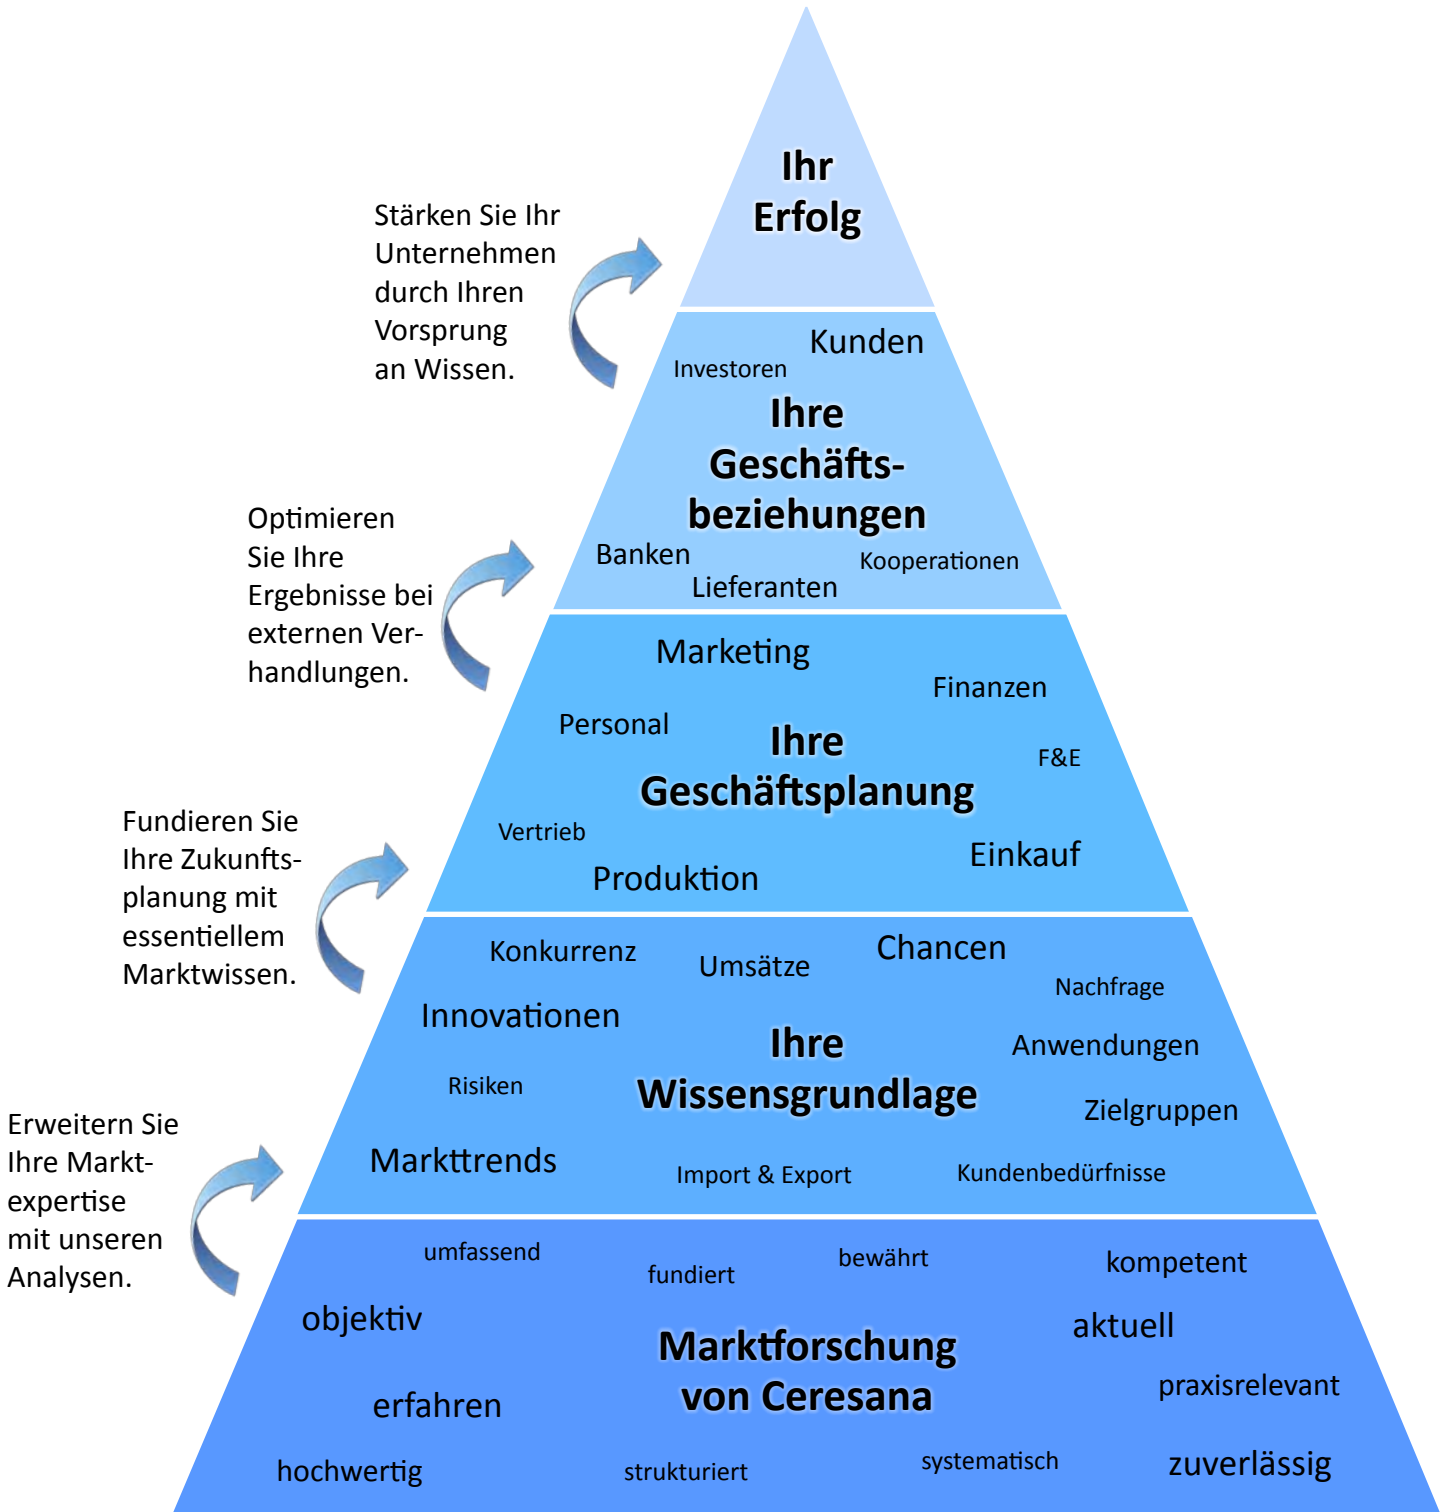 Ihr
Erfolg
Stärken Sie Ihr
Unternehmen
durch Ihren
Vorsprung
an Wissen.
Kunden
Investoren
Ihre
Geschäfts-
beziehungen
Banken
Kooperationen
Lieferanten
Optimieren
Sie Ihre
Ergebnisse bei
externen Ver-
handlungen.
Marketing
Finanzen
Personal
Ihre
Geschäftsplanung
F&E
Vertrieb
Einkauf
Produktion
Fundieren Sie
Ihre Zukunfts-
planung mit
essentiellem
Marktwissen.
Konkurrenz
Umsätze
Chancen
Nachfrage
Innovationen
Ihre
Wissensgrundlage
Anwendungen
Risiken
Zielgruppen
Markttrends
Import & Export
Kundenbedürfnisse
Erweitern Sie
Ihre Markt-
expertise
mit unseren
Analysen.
umfassend
fundiert
bewährt
kompetent
objektiv
aktuell
Marktforschung
von Ceresana
erfahren
praxisrelevant
hochwertig
strukturiert
systematisch
zuverlässig